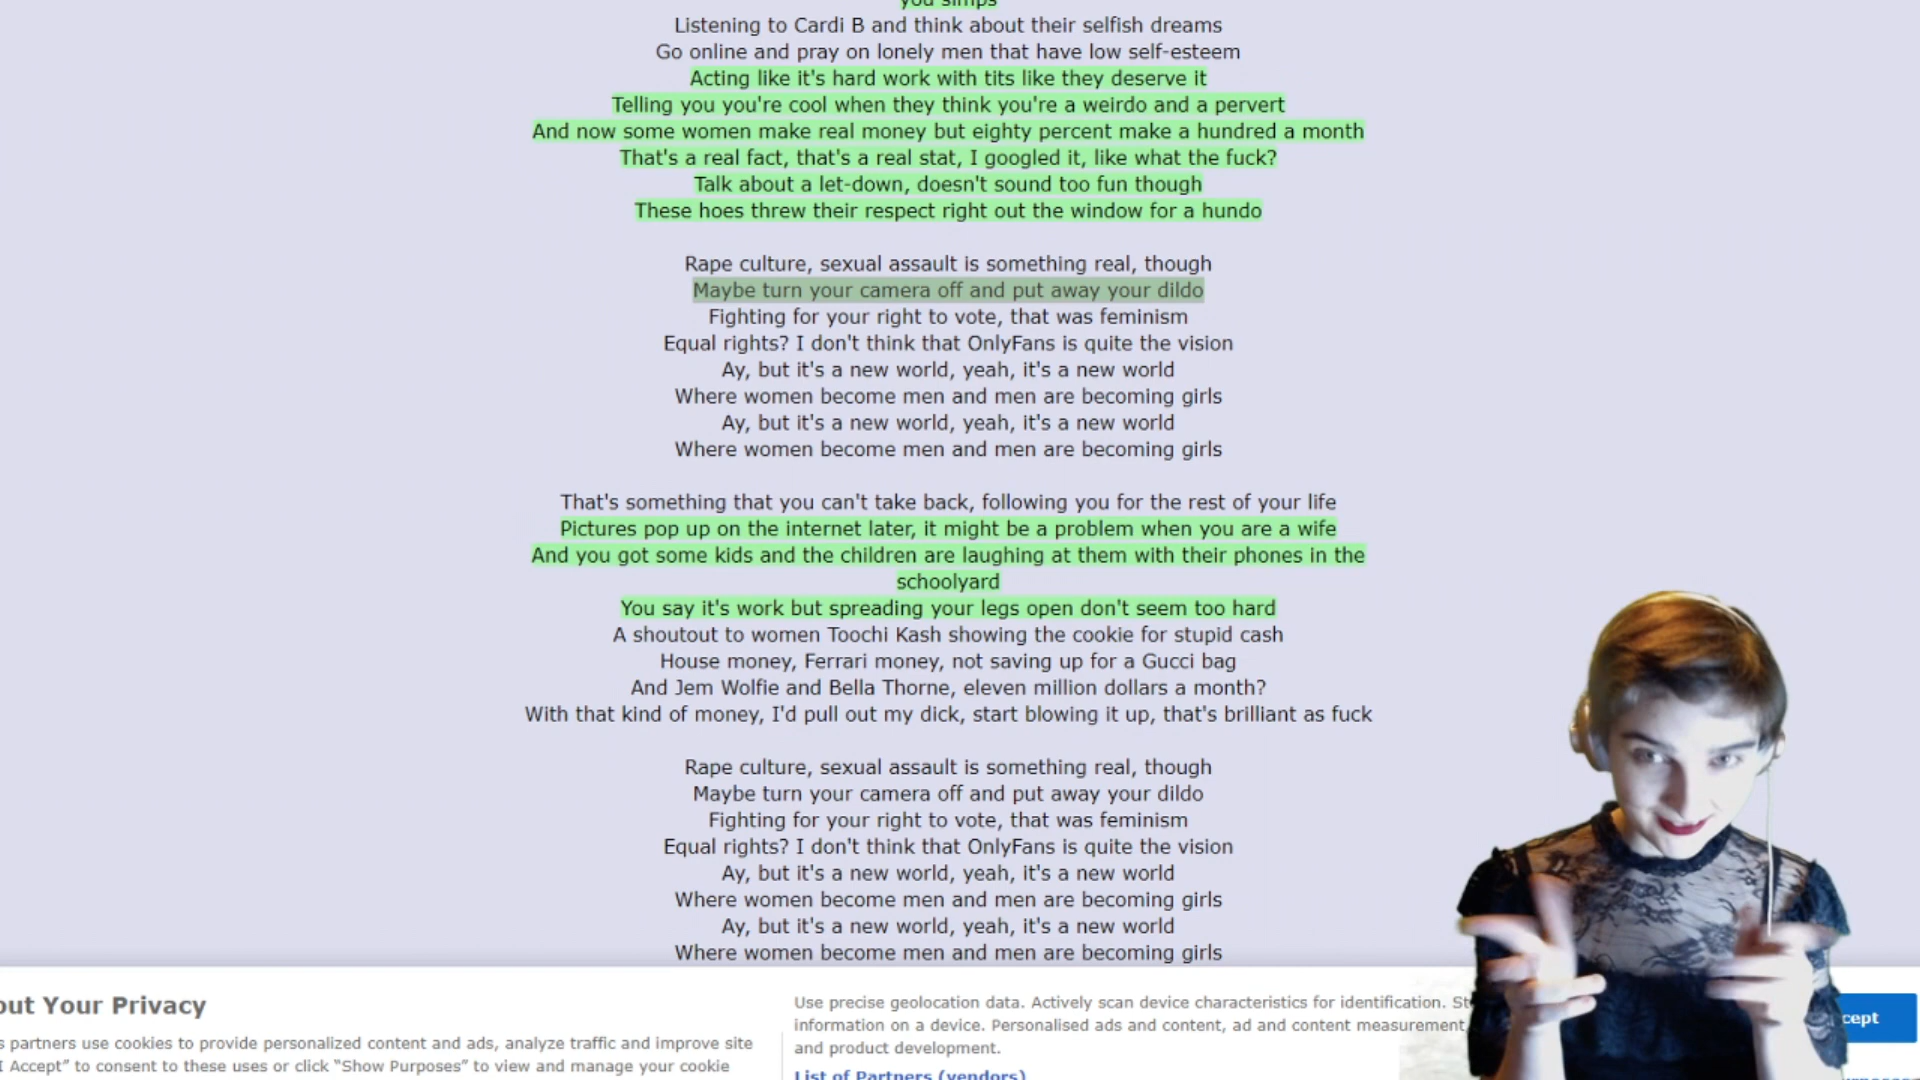 you simps
Listening to Cardi B and think about their selfish dreams
Go online and pray on lonely men that have low self-esteem
Acting like it's hard work with tits like they deserve it
Telling you you're cool when they think you're a weirdo and a pervert
And now some women make real money but eighty percent make a hundred a month
That's a real fact, that's a real stat, I googled it, like what the fuck?
Talk about a let-down, doesn't sound too fun though
These hoes threw their respect right out the window for a hundo
Rape culture, sexual assault is something real, though
Maybe turn your camera off and put away your dildo
Fighting for your right to vote, that was feminism
Equal rights? I don't think that OnlyFans is quite the vision
Ay, but it's a new world, yeah, it's a new world
Where women become men and men are becoming girls
Ay, but it's a new world, yeah, it's a new world
Where women become men and men are becoming girls
That's something that you can't take back, following you for the rest of your life
Pictures pop up on the internet later, it might be a problem when you are a wife
And you got some kids and the children are laughing at them with their phones in the
schoolyard
You say it's work but spreading your legs open don't seem too hard
A shoutout to women Toochi Kash showing the cookie for stupid cash
House money, Ferrari money, not saving up for a Gucci bag
And Jem Wolfie and Bella Thorne, eleven million dollars a month?
With that kind of money, I'd pull out my dick, start blowing it up, that's brilliant as fuck
Rape culture, sexual assault is something real, though
Maybe turn your camera off and put away your dildo
Fighting for your right to vote, that was feminism
Equal rights? I don't think that OnlyFans is quite the vision
Ay, but it's a new world, yeah, it's a new world
Where women become men and men are becoming girls
Ay, but it's a new world, yeah, it's a new world
Where women become men and men are becoming girls
out Your Privacy
s partners use cookies to provide personalized content and ads, analyze traffic and improve site
I Accept” to consent to these uses or click “Show Purposes” to view and manage your cookie
Use precise geolocation data. Actively scan device characteristics for identification. St
information on a device. Personalised ads and content, ad and content measurement,
and product development.
List of Partners (vendors)
cept